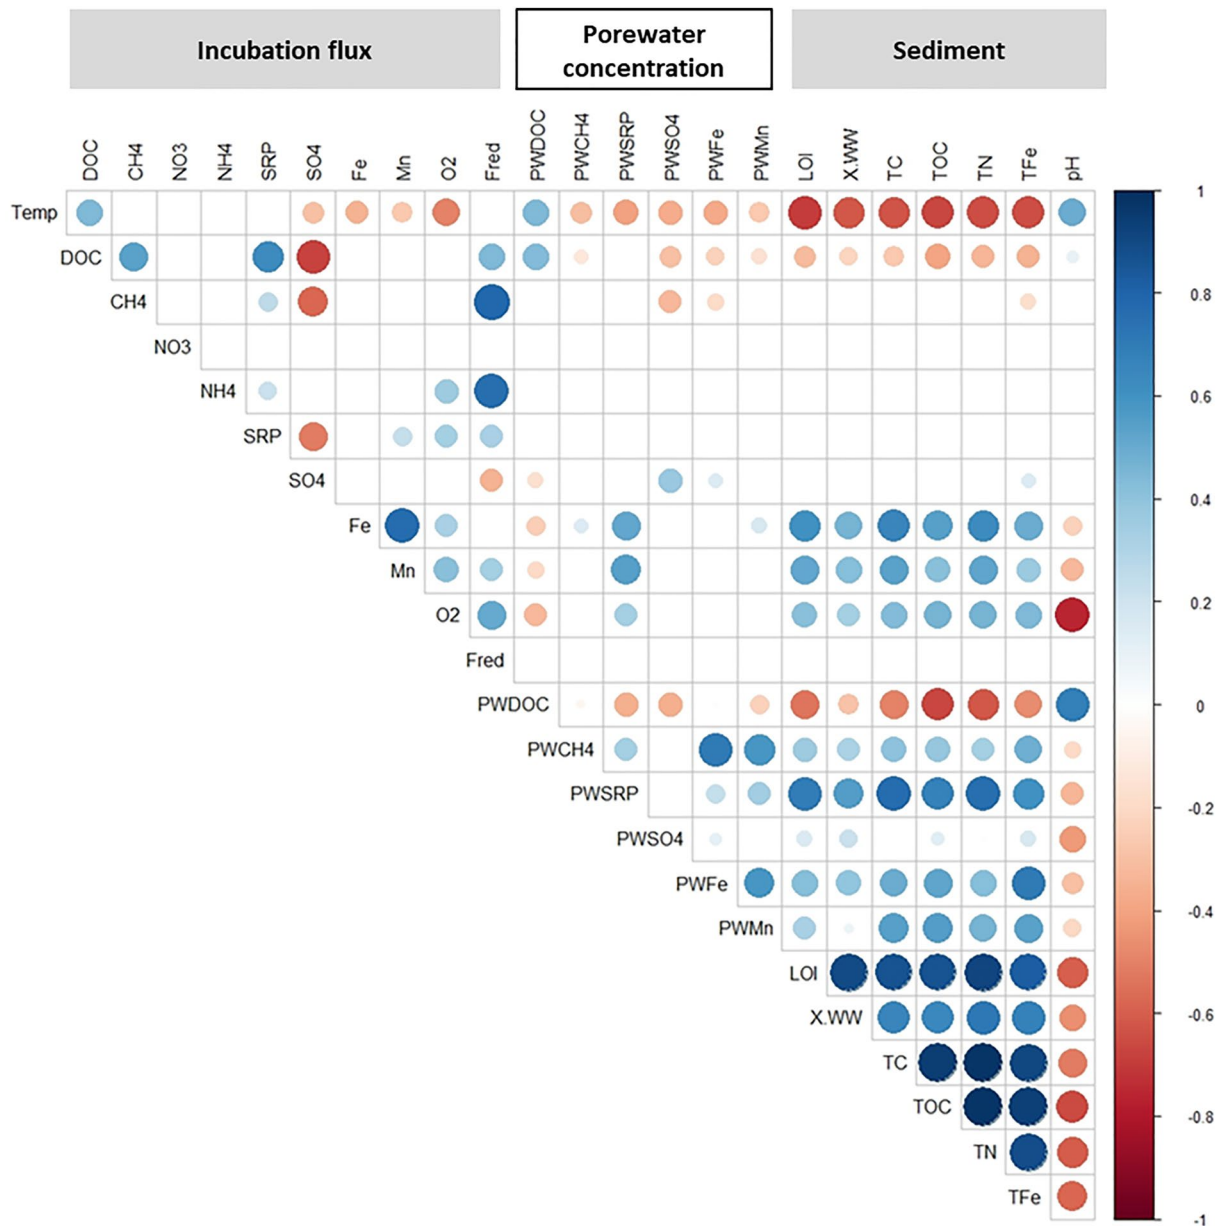 Incubation flux
Porewater
concentration
Sediment
DOC
CH4
NO3
NH4
SRP
SO4
Fe
Mn
O2
Fred
PWDOC
PWCH4
PWSRP
PWSO4
PWFe
PWMn
LOI
X.WW
TC
TOC
TN
TFe
pH
Temp
DOC
CH4
NO3
NH4
SRP
SO4
Fe
Mn
O2
Fred
PWDOC
PWCH4
PWSRP
PWSO4
PWFe
PWMn
LOI
X.WW
TC
TOC
TN
TFe
1
0.8
0.6
0.4
0.2
0
-0.2
-0.4
-0.6
-0.8
-1